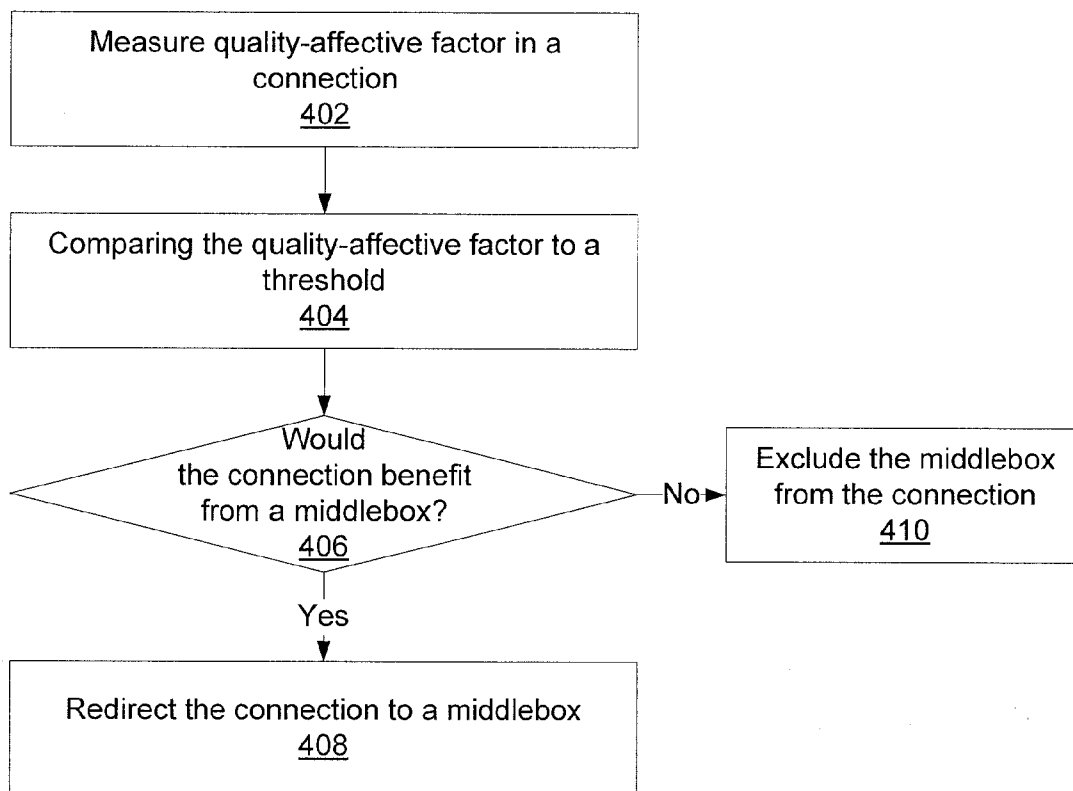 Measure quality-affective factor in a
connection
402
Comparing the quality-affective factor to a
threshold
404
Would
the connection benefit
from a middlebox?
406
No
Exclude the middlebox
from the connection
410
Yes
Redirect the connection to a middlebox
408